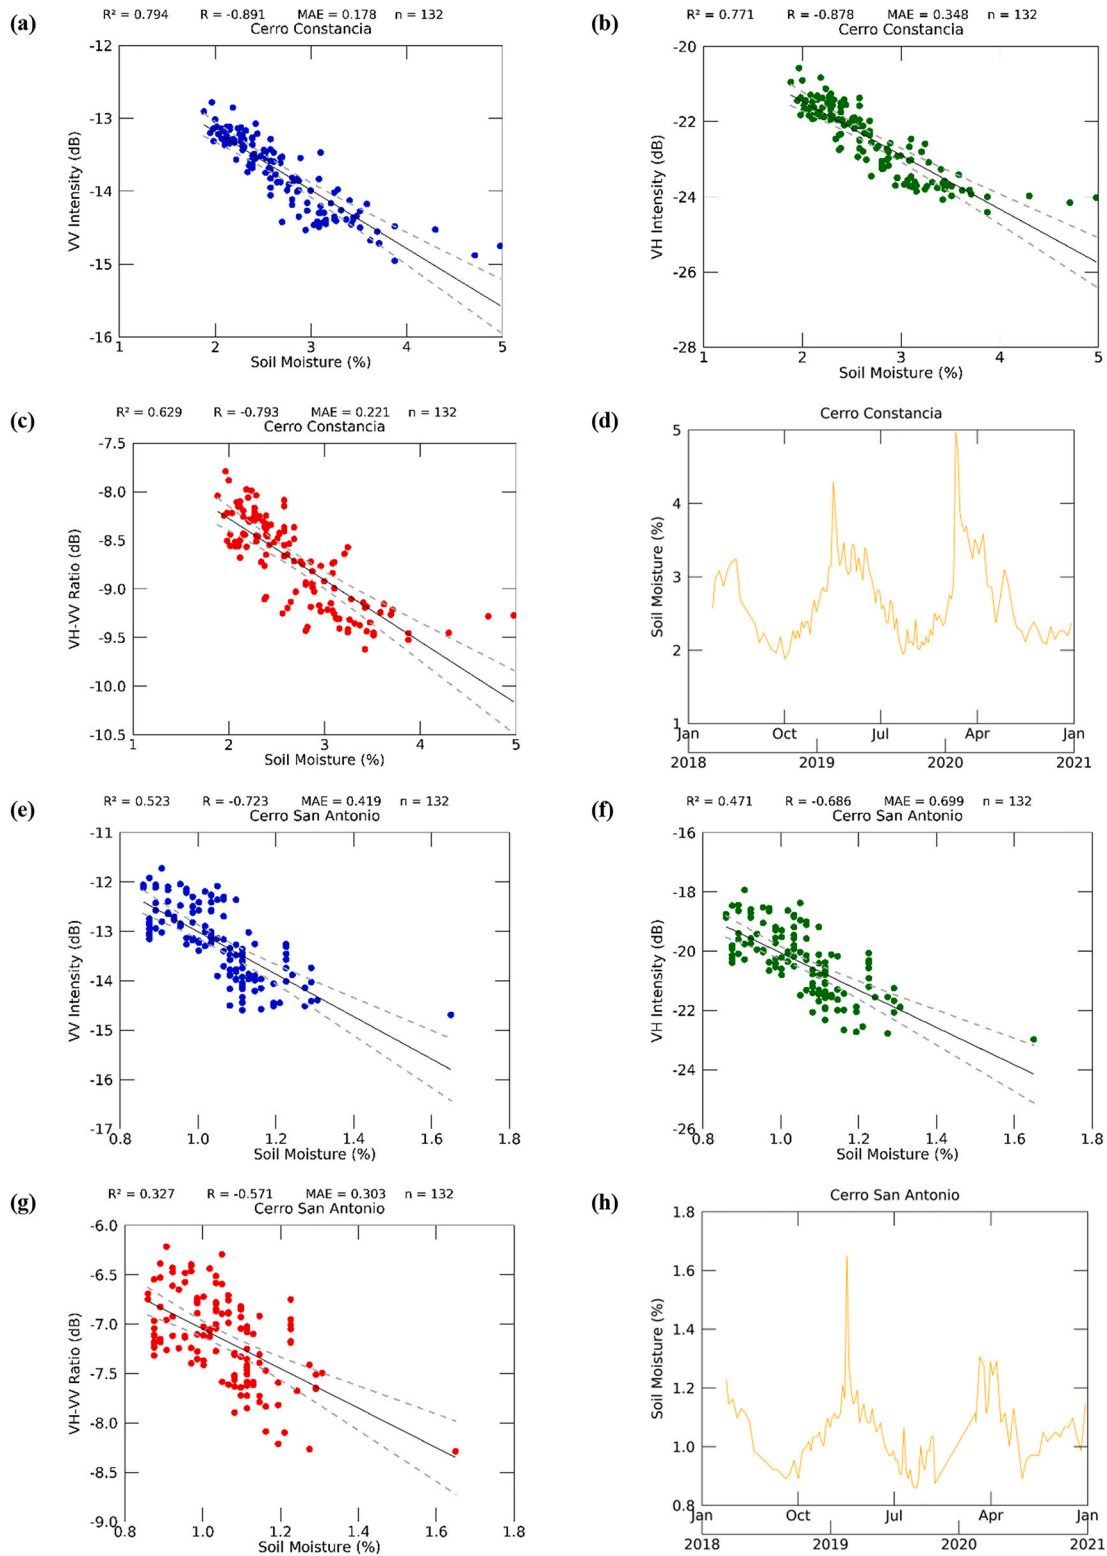 (a)
R² = 0.794 R = -0.891 MAE = 0.178 n = 132
Cerro Constancia
-12
-13
-14
-15
-16
VV Intensity (dB)
1 2 3 4 5
Soil Moisture (%)
(b)
R² = 0.771 R = -0.878 MAE = 0.348 n = 132
Cerro Constancia
-20
-22
-24
-26
-28
VH Intensity (dB)
1 2 3 4 5
Soil Moisture (%)
(c)
R² = 0.629 R = -0.793 MAE = 0.221 n = 132
Cerro Constancia
-7.5
-8.0
-8.5
-9.0
-9.5
-10.0
-10.5
VH-VV Ratio (dB)
1 2 3 4 5
Soil Moisture (%)
(d)
Cerro Constancia
5
4
3
2
1
Soil Moisture (%)
Jan Oct Jul Apr Jan
2018 2019 2020 2021
(e)
R² = 0.523 R = -0.723 MAE = 0.419 n = 132
Cerro San Antonio
-11
-12
-13
-14
-15
-16
-17
VV Intensity (dB)
0.8 1.0 1.2 1.4 1.6 1.8
Soil Moisture (%)
(f)
R² = 0.471 R = -0.686 MAE = 0.699 n = 132
Cerro San Antonio
-16
-18
-20
-22
-24
-26
VH Intensity (dB)
0.8 1.0 1.2 1.4 1.6 1.8
Soil Moisture (%)
(g)
R² = 0.327 R = -0.571 MAE = 0.303 n = 132
Cerro San Antonio
-6.0
-6.5
-7.0
-7.5
-8.0
-8.5
-9.0
VH-VV Ratio (dB)
0.8 1.0 1.2 1.4 1.6 1.8
Soil Moisture (%)
(h)
Cerro San Antonio
1.8
1.6
1.4
1.2
1.0
0.8
Soil Moisture (%)
Jan Oct Jul Apr Jan
2018 2019 2020 2021